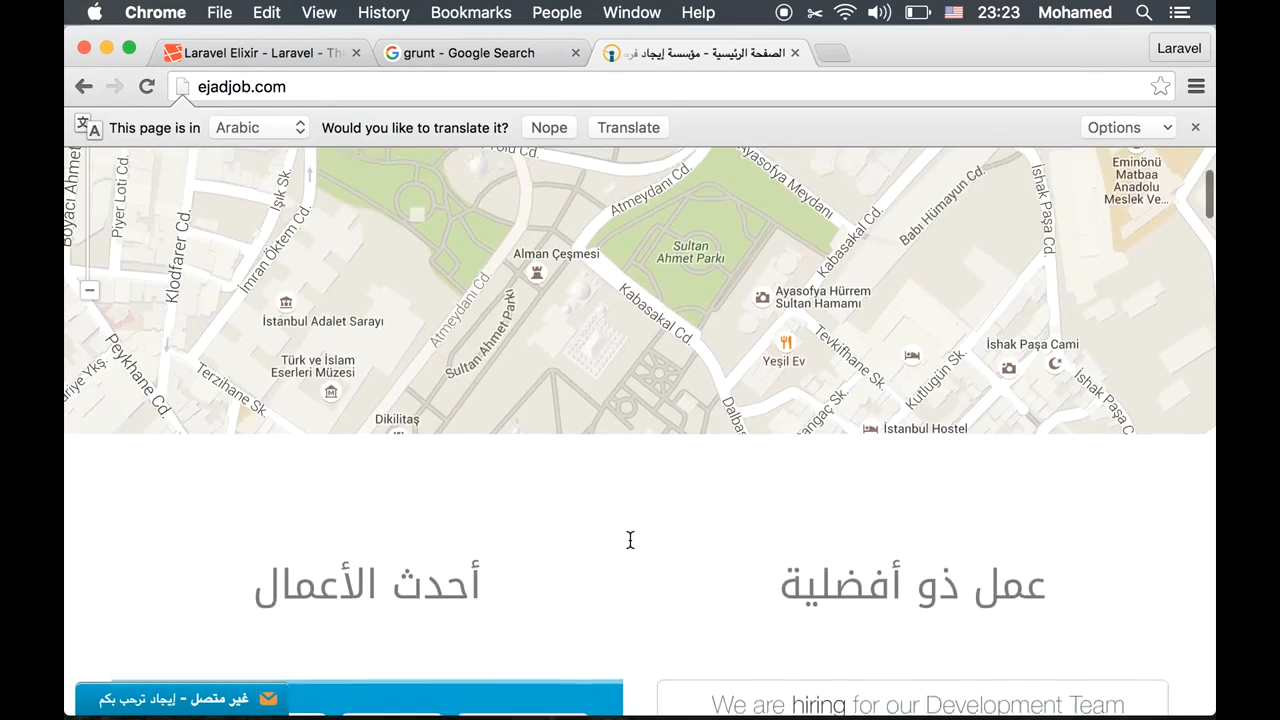 Chrome File Edit View History Bookmarks People Window Help 23:23 Mohamed
Laravel Elixir - Laravel - Th
grunt - Google Search
الصفحة الرئيسية - مؤسسة إيجاد
Laravel
ejadjob.com
This page is in Arabic Would you like to translate it? Nope Translate Options
Piyer Loti Cd.
Klodfarer Cd.
Işık Sk.
İmran Öktem Cd.
Peykhane Cd.
Terzihane Sk.
İstanbul Adalet Sarayı
Türk ve İslam
Eserleri Müzesi
Dikilitaş
Atmeydanı Cd.
Sultan Ahmet Parkı
Alman Çeşmesi
Atmeydanı Cd.
Sultan
Ahmet Parkı
Kabasakal Cd.
Ayasofya Meydanı
Kabasakal Cd.
Babı Hümayun Cd.
Ayasofya Hürrem
Sultan Hamamı
Yeşil Ev
Tevkifhane Sk.
Kutlugün Sk.
İstanbul Hostel
İshak Paşa Cd.
İshak Paşa Cami
İshak Paşa C
Eminönü
Matbaa
Anadolu
Meslek Ve...
عمل ذو أفضلية
أحدث الأعمال
We are hiring for our Development Team
غير متصل - إيجاد ترحب بكم